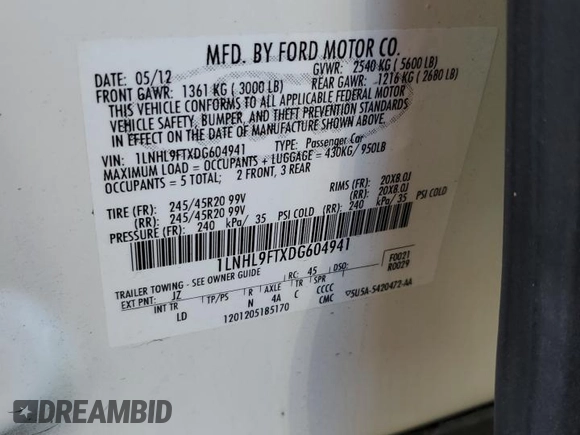 MFD. BY FORD MOTOR CO.
DATE: 05/12 GVWR: 2540 KG ( 5600 LB)
FRONT GAWR: 1361 KG ( 3000 LB) REAR GAWR: 1216 KG ( 2680 LB)
THIS VEHICLE CONFORMS TO ALL APPLICABLE FEDERAL MOTOR
VEHICLE SAFETY, BUMPER, AND THEFT PREVENTION STANDARDS
IN EFFECT ON THE DATE OF MANUFACTURE SHOWN ABOVE.
VIN: 1LNHL9FTXDG604941 TYPE: Passenger Car
MAXIMUM LOAD = OCCUPANTS + LUGGAGE = 430KG/950LB
OCCUPANTS = 5 TOTAL; 2 FRONT, 3 REAR
TIRE (FR): 245/45R20 99V RIMS (FR): 20X8.0J
(RR): 245/45R20 99V (RR): 20X8.0J
PRESSURE (FR): 240 kPa/ 35 PSI COLD (RR): 240 kPa/ 35 PSI COLD
1LNHL9FTXDG604941
TRAILER TOWING - SEE OWNER GUIDE RC: 45 DSO: F0021
R0029
EXT PNT: JZ
INT TR TP/PS R AXLE TR SPR
LD N 4A C CCCC
CMC
1201205185170
▽5U5A-5420472-AA
DREAMBID